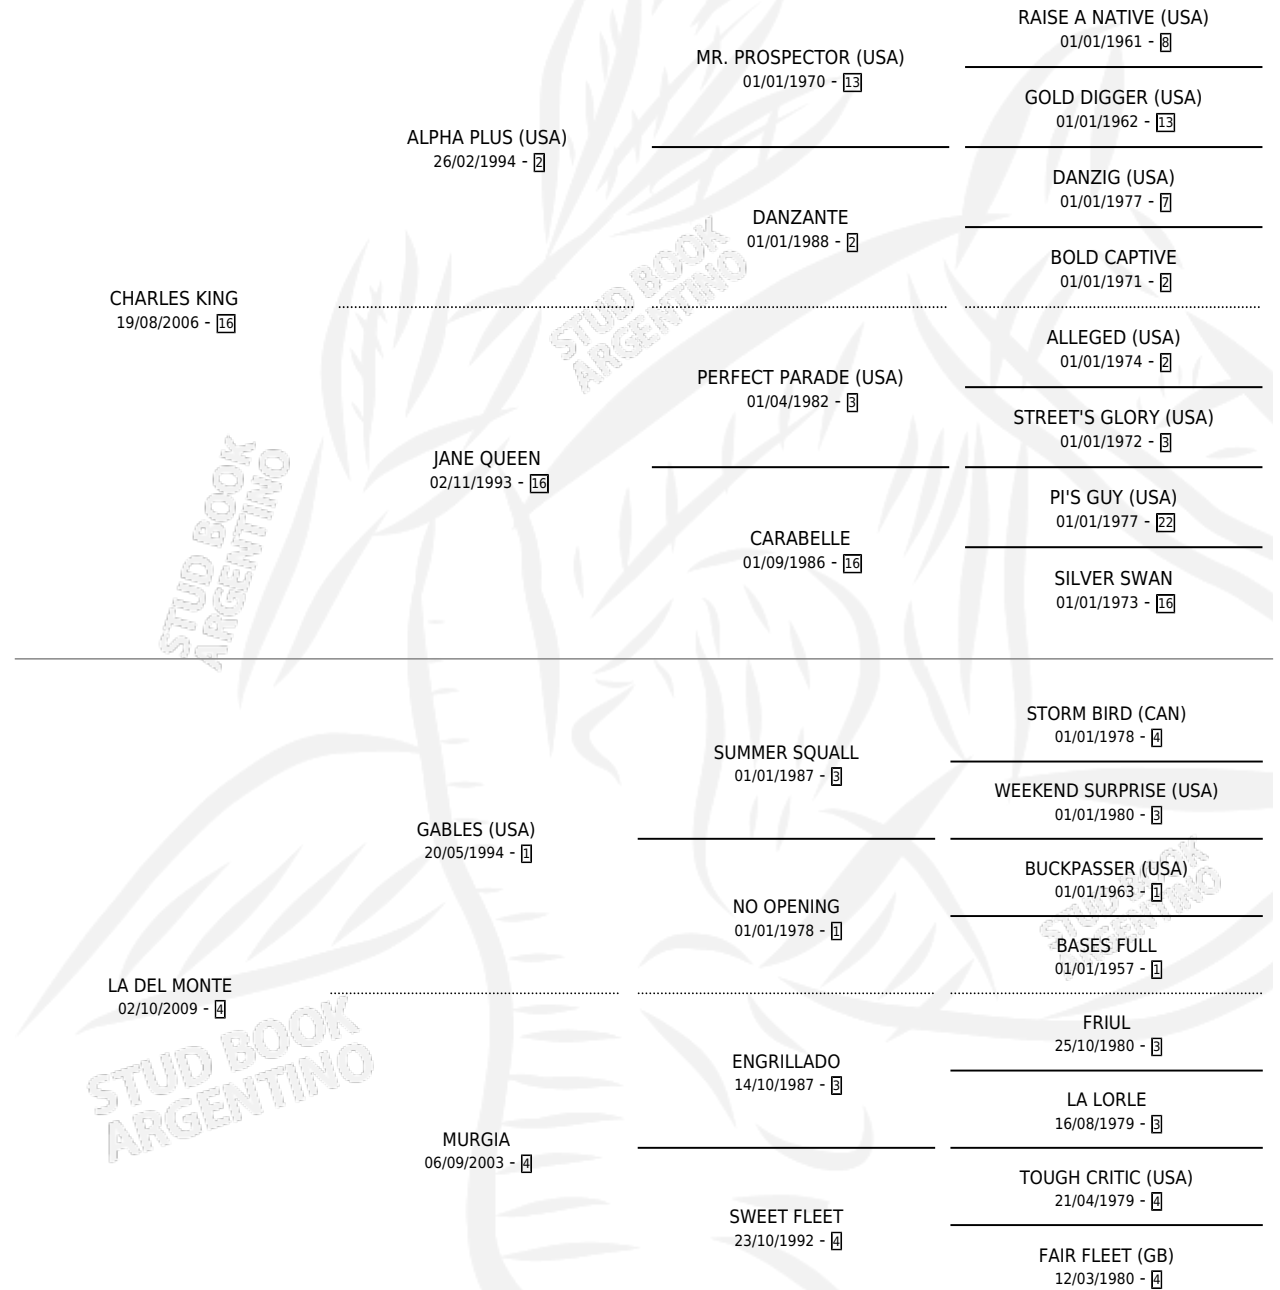 RAISE A NATIVE (USA)
01/01/1961 - 8
MR. PROSPECTOR (USA)
01/01/1970 - 13
GOLD DIGGER (USA)
01/01/1962 - 13
ALPHA PLUS (USA)
26/02/1994 - 2
DANZIG (USA)
01/01/1977 - 7
DANZANTE
01/01/1988 - 2
BOLD CAPTIVE
01/01/1971 - 2
CHARLES KING
19/08/2006 - 16
STUD BOOK
ARGENTINO
ALLEGED (USA)
01/01/1974 - 2
PERFECT PARADE (USA)
01/04/1982 - 3
STREET'S GLORY (USA)
01/01/1972 - 3
JANE QUEEN
02/11/1993 - 16
PI'S GUY (USA)
01/01/1977 - 22
CARABELLE
01/09/1986 - 16
SILVER SWAN
01/01/1973 - 16
STUD BOOK
ARGENTINO
STORM BIRD (CAN)
01/01/1978 - 4
SUMMER SQUALL
01/01/1987 - 3
WEEKEND SURPRISE (USA)
01/01/1980 - 3
GABLES (USA)
20/05/1994 - 1
BUCKPASSER (USA)
01/01/1963 - 1
NO OPENING
01/01/1978 - 1
STUD BOOK
ARGENTINO
BASES FULL
01/01/1957 - 1
LA DEL MONTE
02/10/2009 - 4
FRIUL
25/10/1980 - 3
ENGRILLADO
14/10/1987 - 3
STUD BOOK
ARGENTINO
LA LORLE
16/08/1979 - 3
MURGIA
06/09/2003 - 4
TOUGH CRITIC (USA)
21/04/1979 - 4
SWEET FLEET
23/10/1992 - 4
FAIR FLEET (GB)
12/03/1980 - 4